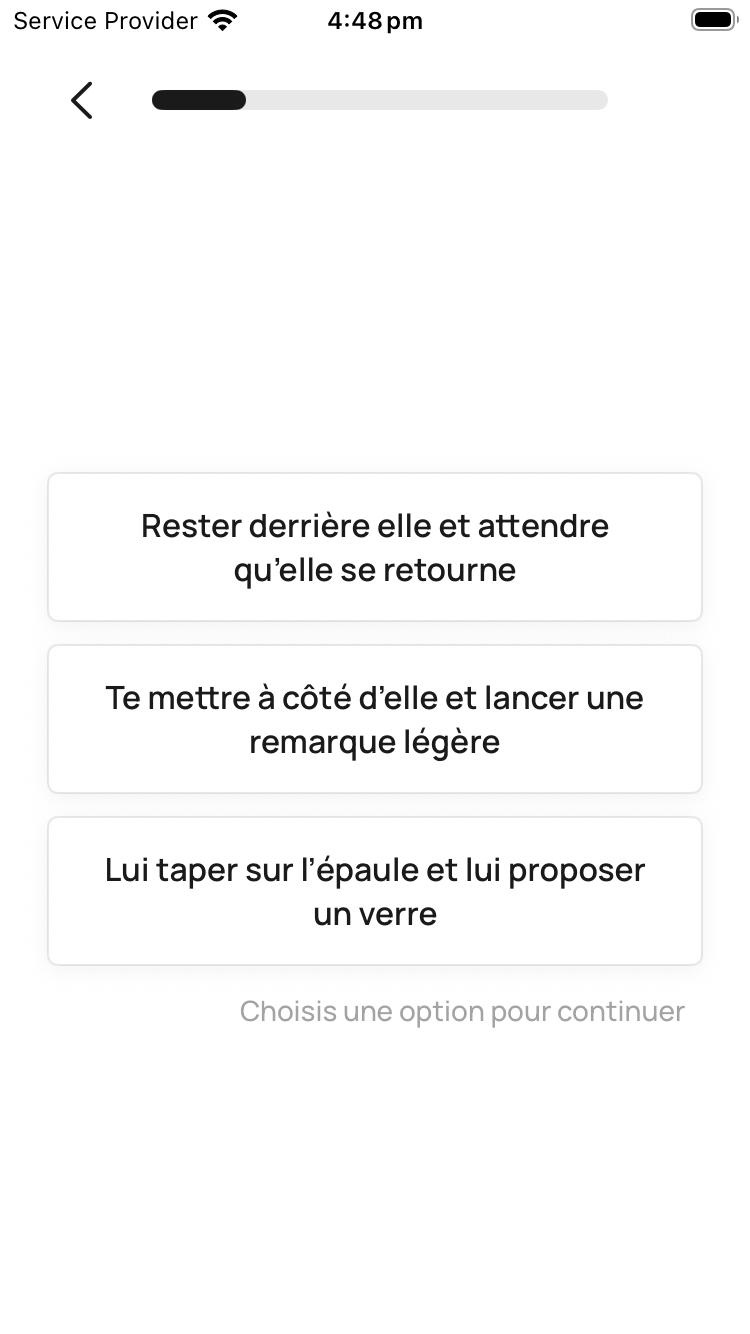 Service Provider 4:48 pm
Rester derrière elle et attendre
qu’elle se retourne
Te mettre à côté d’elle et lancer une
remarque légère
Lui taper sur l’épaule et lui proposer
un verre
Choisis une option pour continuer